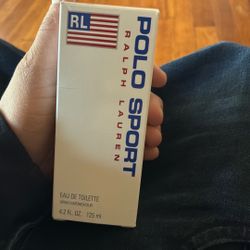 RL
POLO SPORT
RALPH LAUREN
EAU DE TOILETTE
4.2 FL. OZ. 125 ml